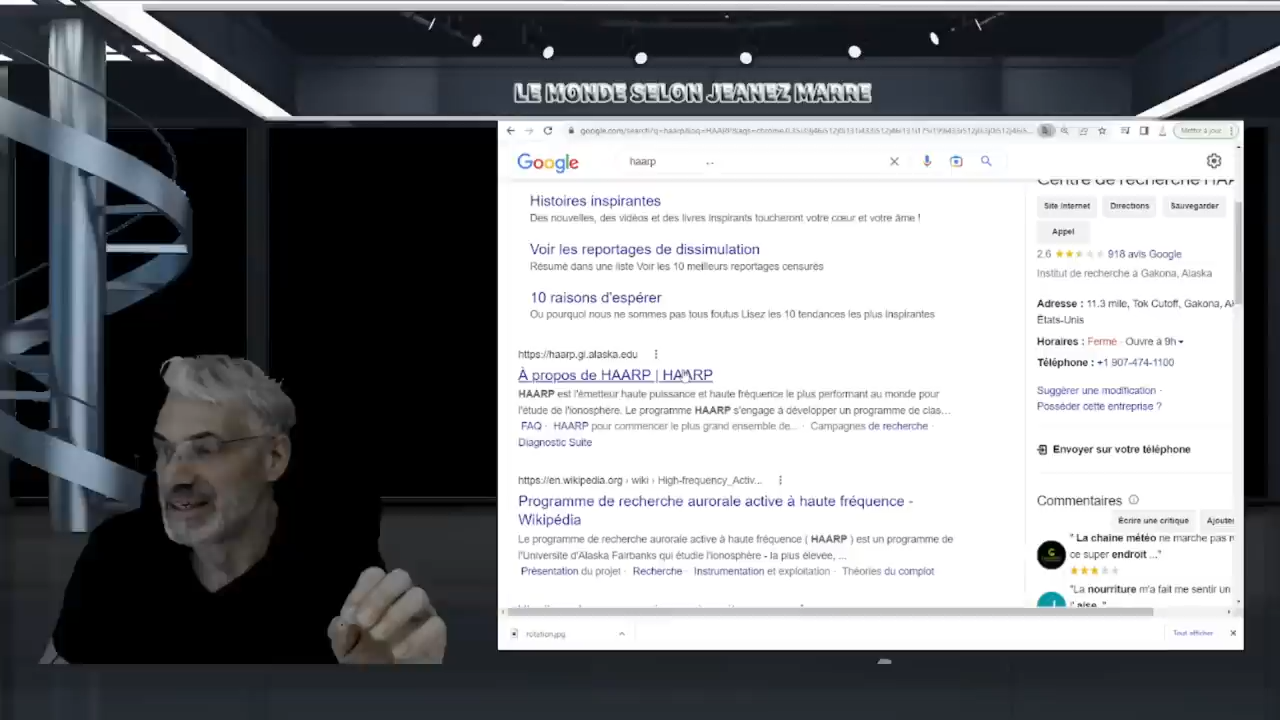 LE MONDE SELON JEANEZ MARRE
Mettre à jour
Google
haarp
Histoires inspirantes
Des nouvelles, des vidéos et des livres inspirants toucheront votre cœur et votre âme !
Voir les reportages de dissimulation
Résumé dans une liste Voir les 10 meilleurs reportages censurés
10 raisons d'espérer
Ou pourquoi nous ne sommes pas tous foutus Lisez les 10 tendances les plus inspirantes
https://haarp.gi.alaska.edu
À propos de HAARP | HAARP
HAARP est l'émetteur haute puissance et haute fréquence le plus performant au monde pour
l'étude de l'ionosphère. Le programme HAARP s'engage à développer un programme de clas...
FAQ · HAARP pour commencer le plus grand ensemble de... · Campagnes de recherche ·
Diagnostic Suite
https://en.wikipedia.org › wiki › High-frequency_Activ...
Programme de recherche aurorale active à haute fréquence -
Wikipédia
Le programme de recherche aurorale active à haute fréquence ( HAARP ) est un programme de
l'Université d'Alaska Fairbanks qui étudie l'ionosphère - la plus élevée, ...
Présentation du projet · Recherche · Instrumentation et exploitation · Théories du complot
Centre de recherche HAAR
Site Internet Directions Sauvegarder
Appel
2.6 918 avis Google
Institut de recherche à Gakona, Alaska
Adresse : 11.3 mile, Tok Cutoff, Gakona, Al
États-Unis
Horaires : Fermé · Ouvre à 9h
Téléphone : +1 907-474-1100
Suggérer une modification ·
Posséder cette entreprise ?
Envoyer sur votre téléphone
Commentaires
Écrire une critique Ajoute
" La chaine météo ne marche pas
ce super endroit ..."
"La nourriture m'a fait me sentir un
aise. "
rotation.jpg
Tout afficher